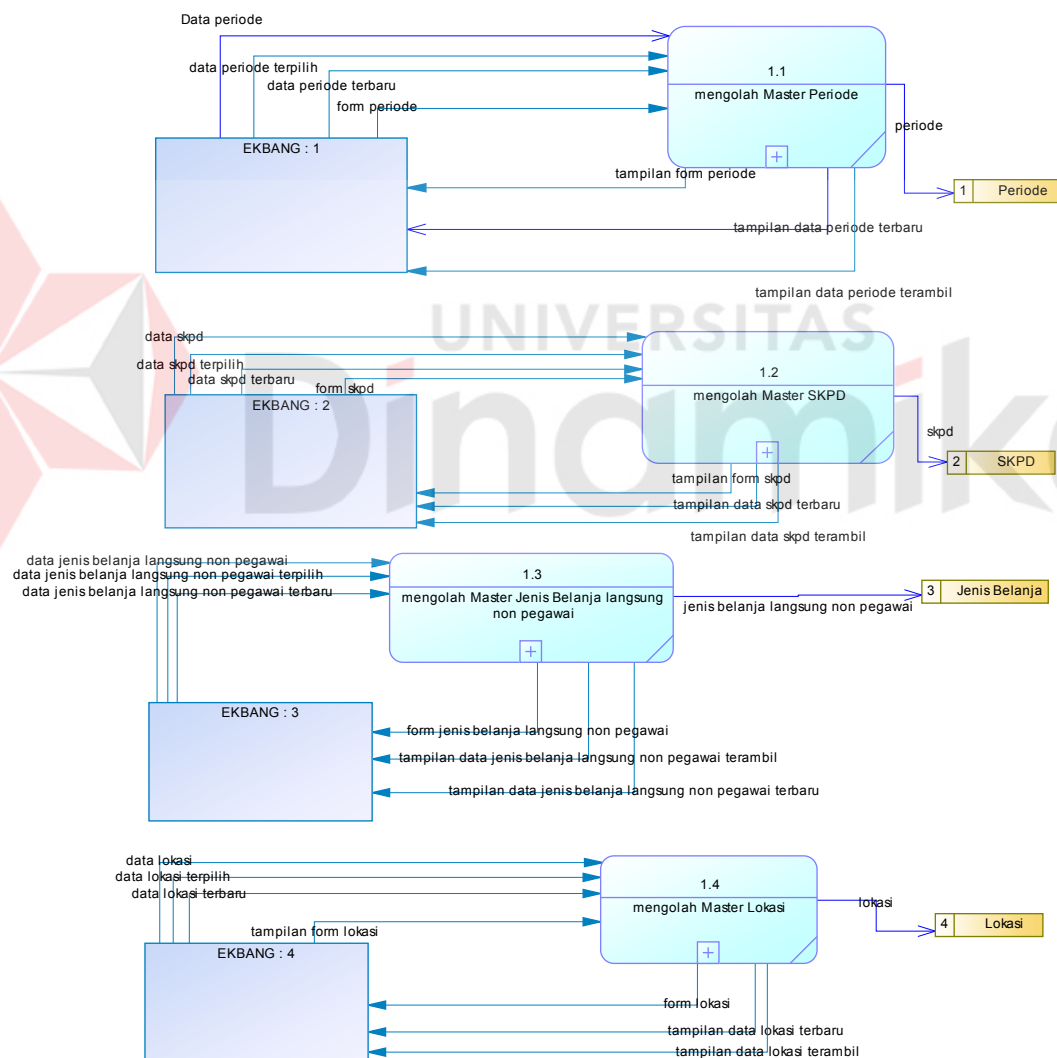 Data periode
data periode terpilih
data periode terbaru
form periode
1.1
mengolah Master Periode
periode
EKBANG : 1
tampilan form periode
1 Periode
tampilan data periode terbaru
tampilan data periode terambil
UNIVERSITAS
Dinamika
data skpd
data skpd terpilih
data skpd terbaru
form skpd
1.2
mengolah Master SKPD
EKBANG : 2
skpd
2 SKPD
tampilan form skpd
tampilan data skpd terbaru
tampilan data skpd terambil
data jenis belanja langsung non pegawai
data jenis belanja langsung non pegawai terpilih
data jenis belanja langsung non pegawai terbaru
1.3
mengolah Master Jenis Belanja langsung
non pegawai
jenis belanja langsung non pegawai
3 Jenis Belanja
EKBANG : 3
form jenis belanja langsung non pegawai
tampilan data jenis belanja langsung non pegawai terambil
tampilan data jenis belanja langsung non pegawai terbaru
data lokasi
data lokasi terpilih
data lokasi terbaru
tampilan form lokasi
1.4
mengolah Master Lokasi
lokasi
4 Lokasi
EKBANG : 4
form lokasi
tampilan data lokasi terbaru
tampilan data lokasi terambil